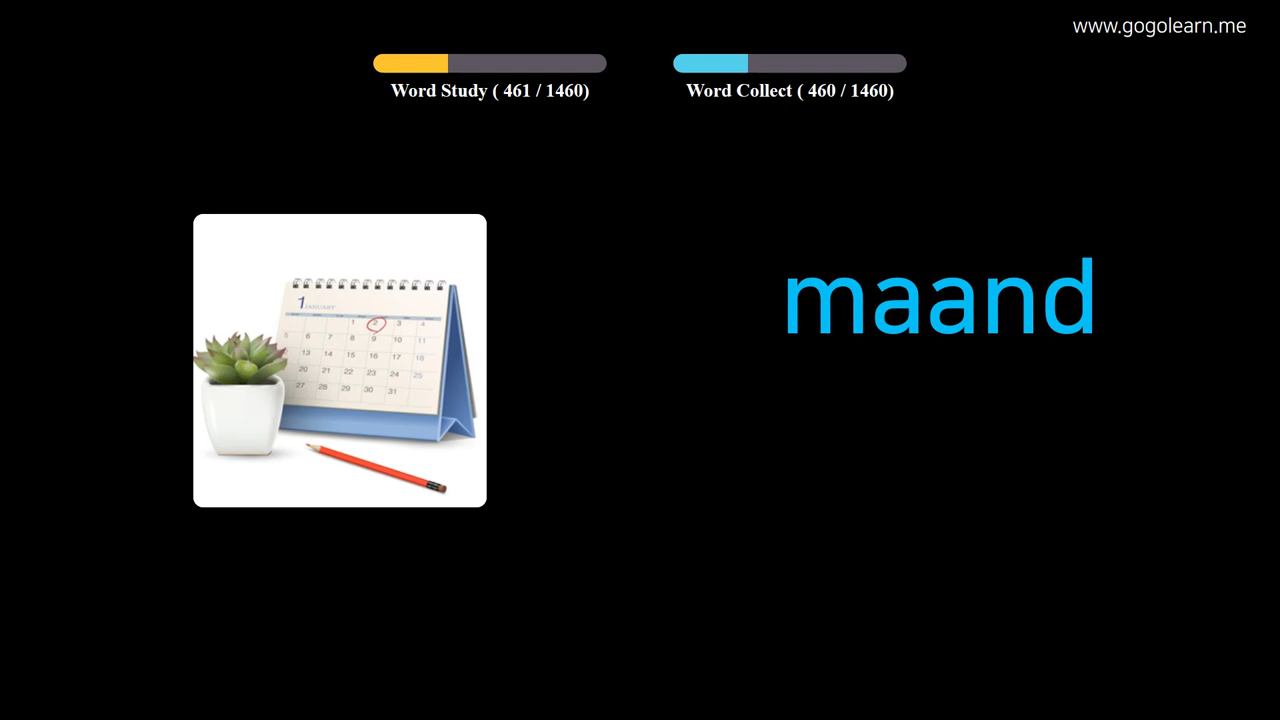 www.gogolearn.me
Word Study ( 461 / 1460)
Word Collect ( 460 / 1460)
maand
1 JANUARY
1 2 3 4
5 6 7 8 9 10 11
13 14 15 16 17 18
20 21 22 23 24 25
27 28 29 30 31